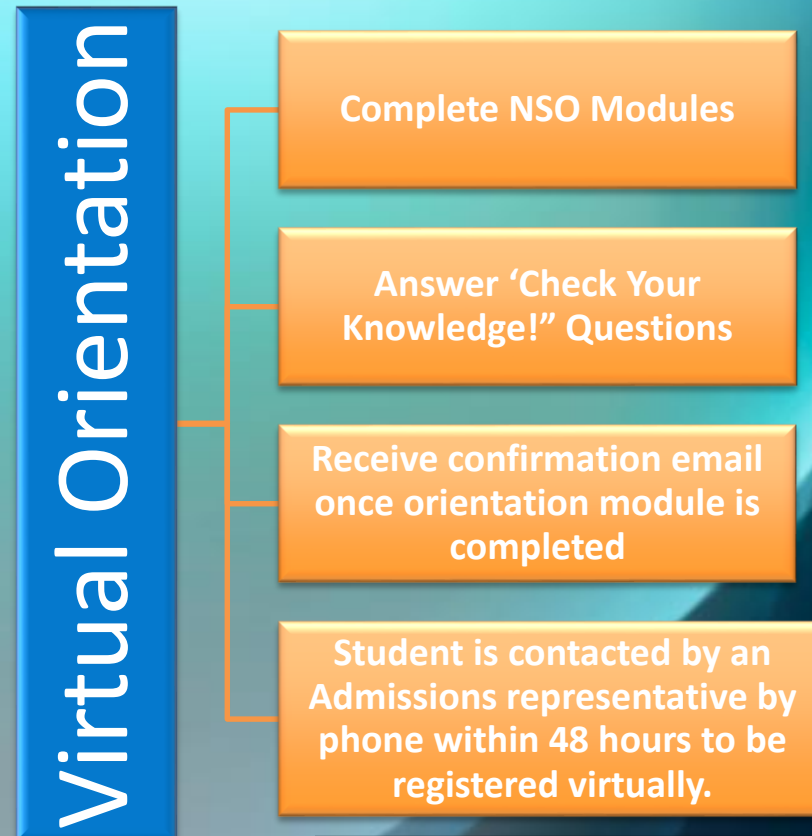 Virtual Orientation
Complete NSO Modules
Answer ‘Check Your
Knowledge!” Questions
Receive confirmation email
once orientation module is
completed
Student is contacted by an
Admissions representative by
phone within 48 hours to be
registered virtually.